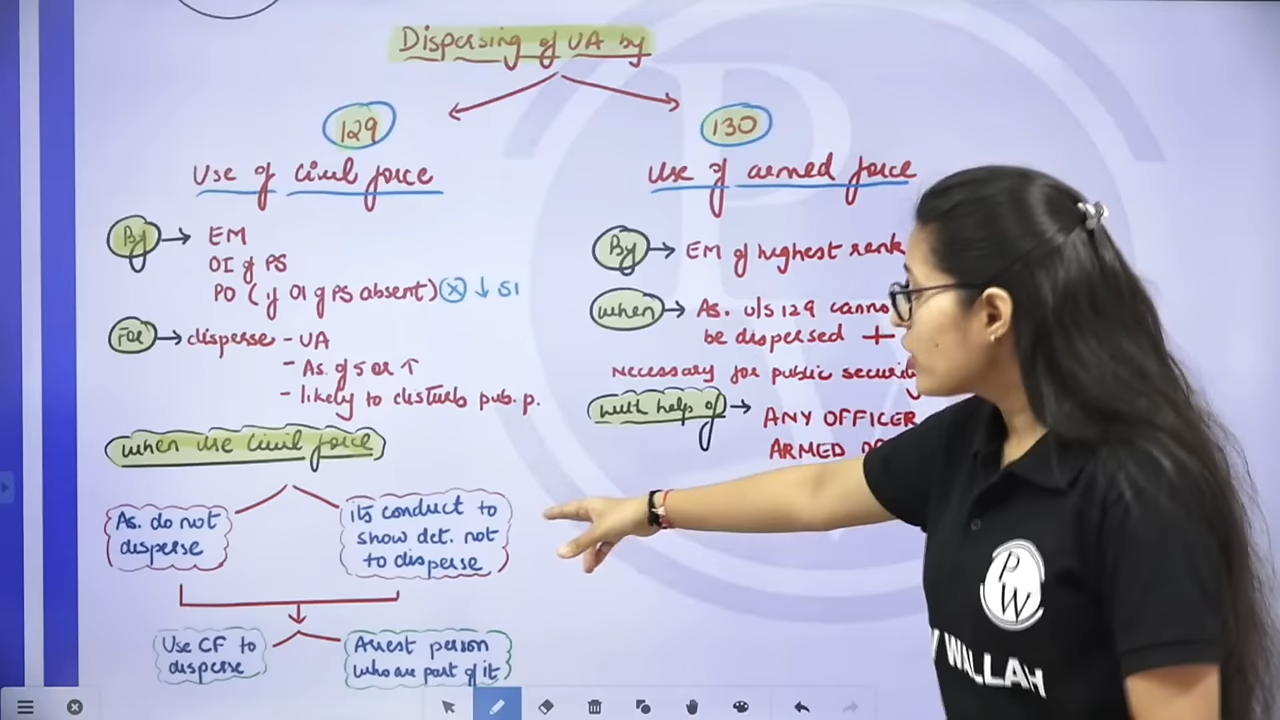 Dispersing of UA by
129
Use of Civil force
By → EM
OI of PS
PO (if OI of PS absent) ⓧ ↓ SI
For → disperse - UA
- As. of 5 or ↑
- likely to disturb pub. p.
when use Civil force
As. do not
disperse
its conduct to
show det. not
to disperse
Use CF to
disperse
Arrest person
who are part of it
130
Use of armed force
By → EM of highest rank
when → As. u/s 129 canno
be dispersed +
Necessary for public securi
with help of → ANY OFFICER
ARMED
P
W
WALLAH